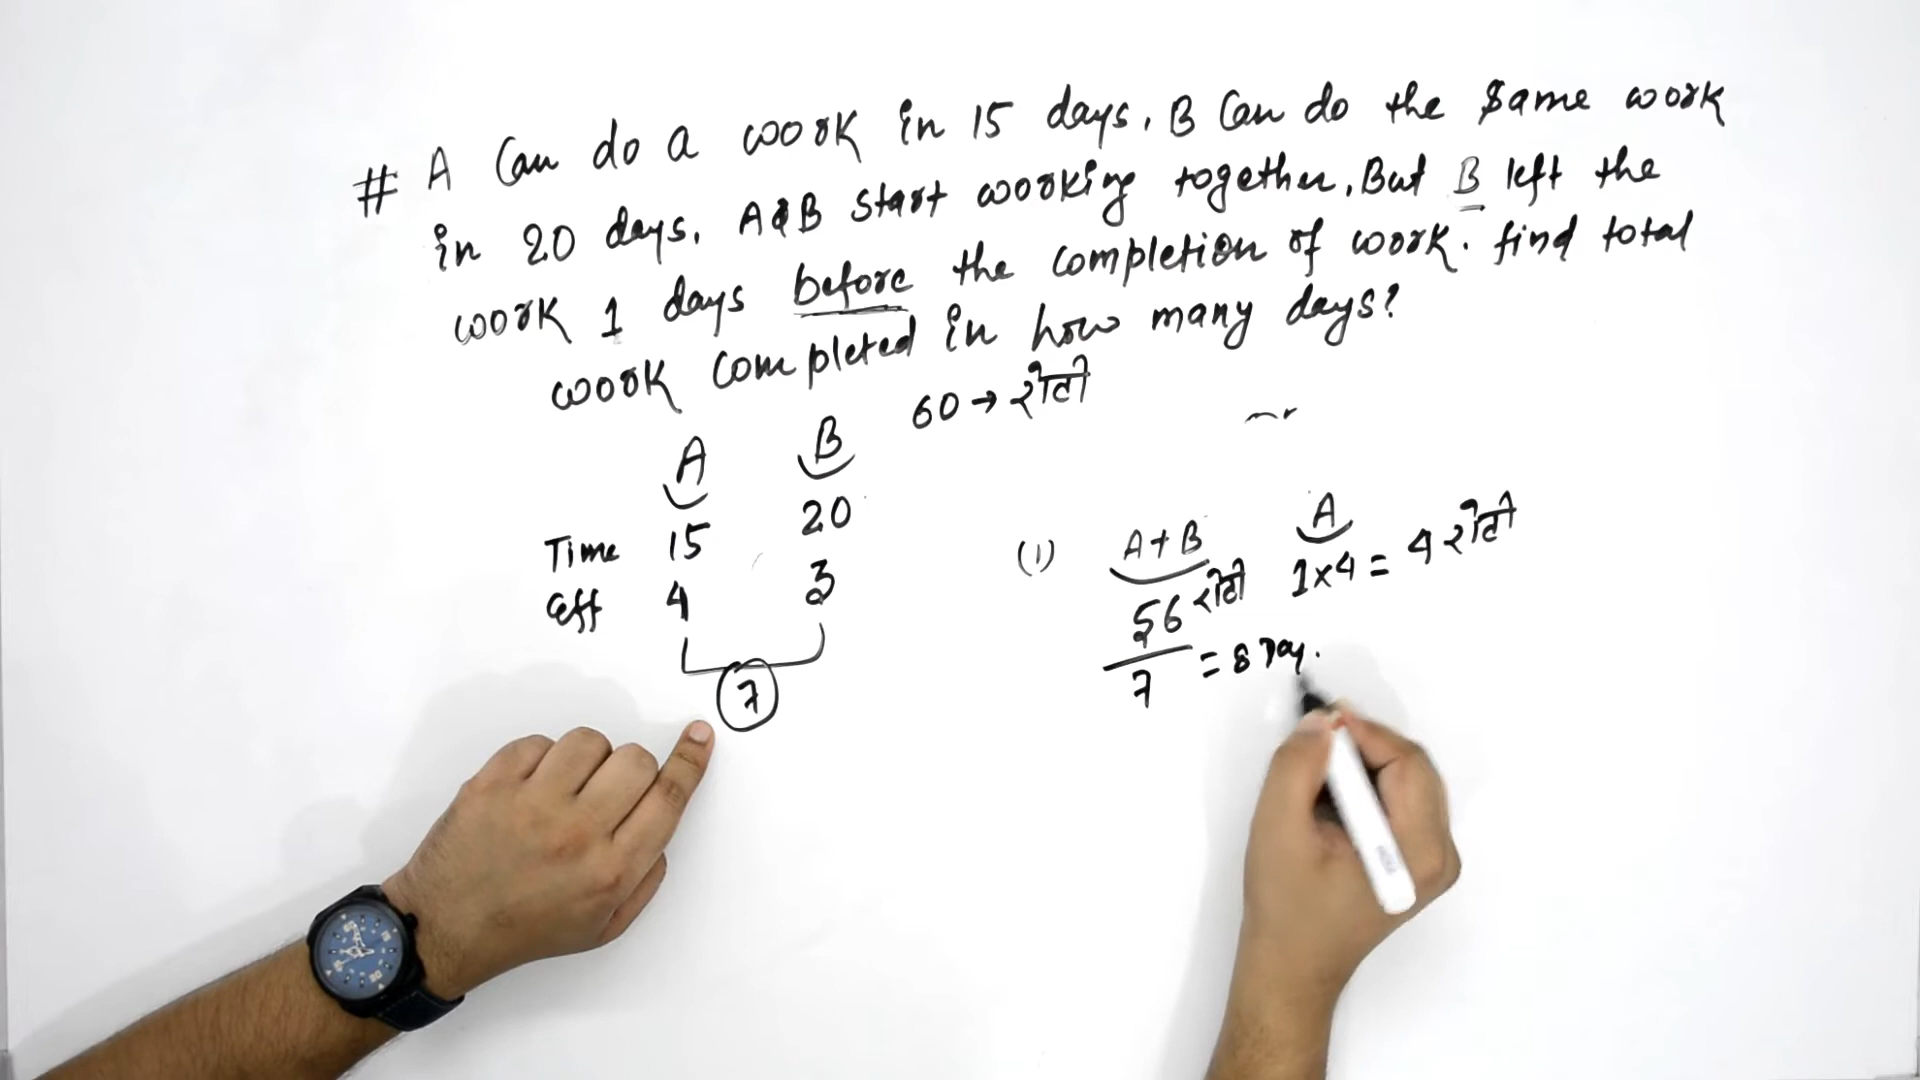 # A Can do a work in 15 days. B Can do the same work
in 20 days. A&B start working together. But B left the
work 1 days before the completion of work. find total
work completed in how many days?
60 → रोटी
A B
Time 15 20
Eff 4 3
7
(1) A+B A
56 रोटी 1×4 = 4 रोटी
7 = 8 Day.